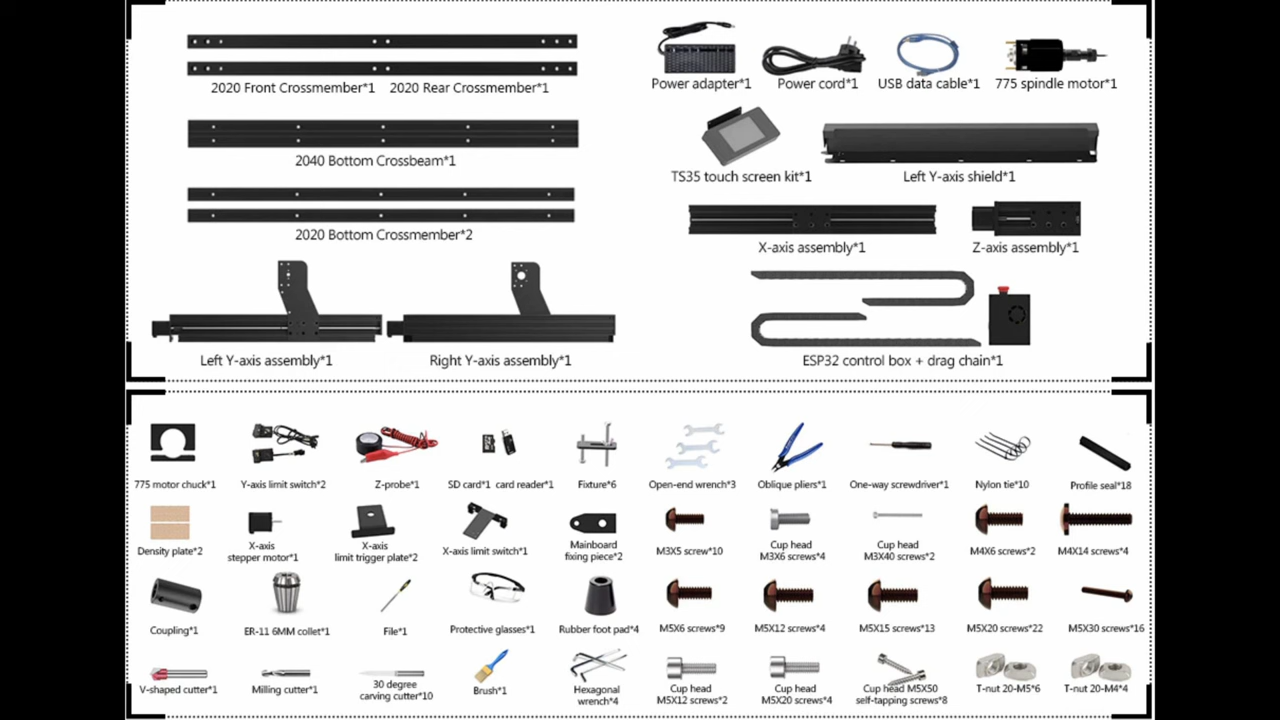 2020 Front Crossmember*1 2020 Rear Crossmember*1
2040 Bottom Crossbeam*1
2020 Bottom Crossmember*2
Left Y-axis assembly*1 Right Y-axis assembly*1
Power adapter*1 Power cord*1 USB data cable*1 775 spindle motor*1
TS35 touch screen kit*1 Left Y-axis shield*1
X-axis assembly*1 Z-axis assembly*1
ESP32 control box + drag chain*1
775 motor chuck*1 Y-axis limit switch*2 Z-probe*1 SD card*1 card reader*1 Fixture*6 Open-end wrench*3 Oblique pliers*1 One-way screwdriver*1 Nylon tie*10 Profile seal*18
Density plate*2
X-axis
stepper motor*1
X-axis
limit trigger plate*2
X-axis limit switch*1
Mainboard
fixing piece*2
M3X5 screw*10
Cup head
M3X6 screws*4
Cup head
M3X40 screws*2
M4X6 screws*2
M4X14 screws*4
Coupling*1 ER-11 6MM collet*1 File*1 Protective glasses*1 Rubber foot pad*4 M5X6 screws*9 M5X12 screws*4 M5X15 screws*13 M5X20 screws*22 M5X30 screws*16
V-shaped cutter*1
Milling cutter*1
30 degree
carving cutter*10
Brush*1
Hexagonal
wrench*4
Cup head
M5X12 screws*2
Cup head
M5X20 screws*4
Cup head M5X50
self-tapping screws*8
T-nut 20-M5*6
T-nut 20-M4*4